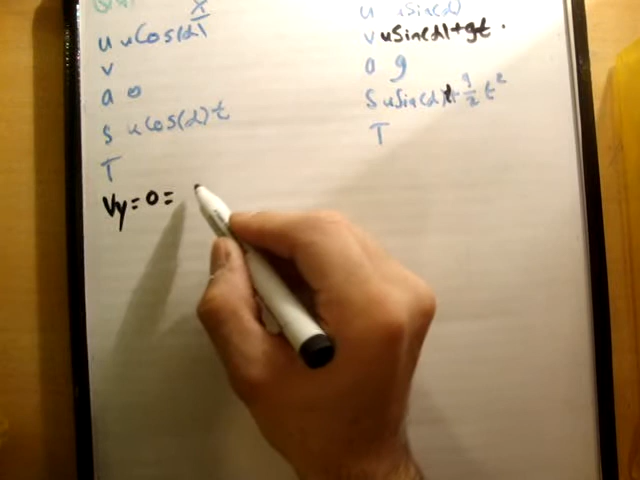 x
u uCos(α)
v
a 0
s uCos(α)t
T
u uSin(α)
v uSin(α)+gt.
a g
s uSin(α)t+g/2 t²
T
Vy=0=